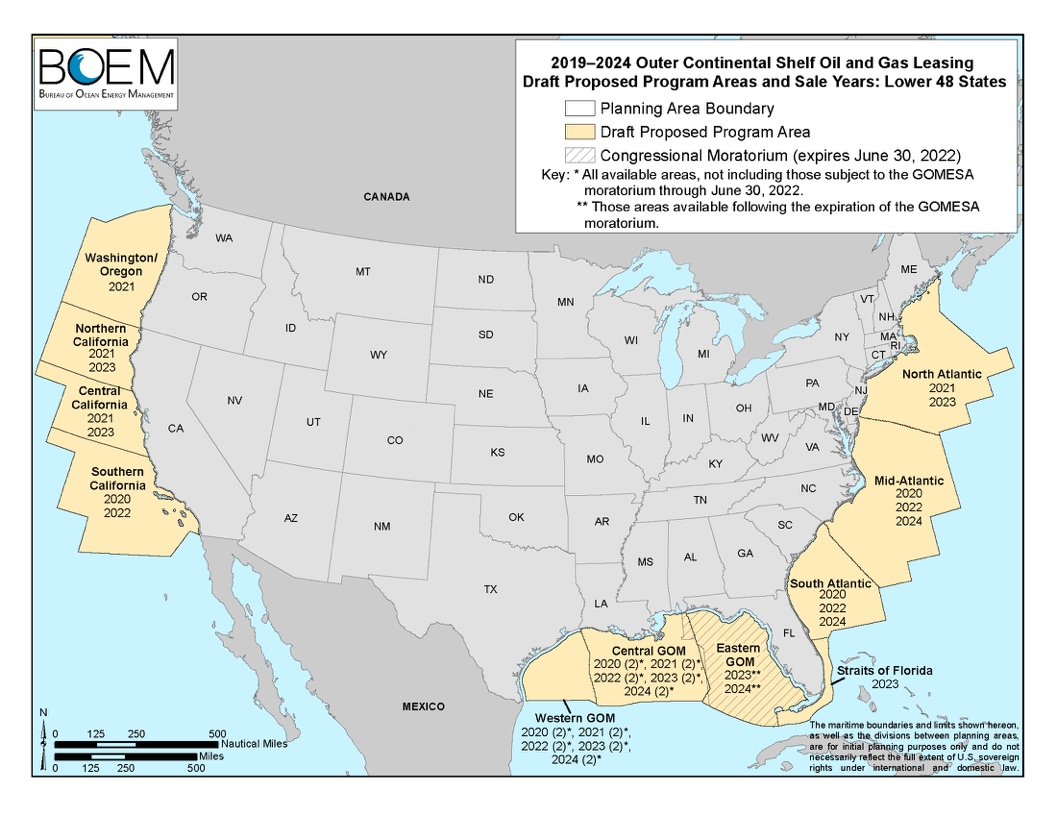 BOEM
BUREAU OF OCEAN ENERGY MANAGEMENT
2019–2024 Outer Continental Shelf Oil and Gas Leasing
Draft Proposed Program Areas and Sale Years: Lower 48 States
Planning Area Boundary
Draft Proposed Program Area
Congressional Moratorium (expires June 30, 2022)
Key: * All available areas, not including those subject to the GOMESA
moratorium through June 30, 2022.
** Those areas available following the expiration of the GOMESA
moratorium.
CANADA
WA
MT
ND
MN
ME
Washington/
Oregon
2021
OR
ID
WY
SD
WI
MI
NY
VT
NH
MA
RI
CT
Northern
California
2021
2023
Central
California
2021
2023
Southern
California
2020
2022
CA
NV
UT
CO
NE
KS
IA
MO
IL
IN
OH
PA
NJ
MD
DE
WV
VA
KY
North Atlantic
2021
2023
Mid-Atlantic
2020
2022
2024
AZ
NM
OK
AR
TN
NC
SC
MS
AL
GA
TX
LA
FL
South Atlantic
2020
2022
2024
Central GOM
2020 (2)*, 2021 (2)*,
2022 (2)*, 2023 (2)*,
2024 (2)*
Eastern
GOM
2023**
2024**
Straits of Florida
2023
Western GOM
2020 (2)*, 2021 (2)*,
2022 (2)*, 2023 (2)*,
2024 (2)*
MEXICO
N
0 125 250 500
Nautical Miles
Miles
0 125 250 500
The maritime boundaries and limits shown hereon,
as well as the divisions between planning areas,
are for initial planning purposes only and do not
necessarily reflect the full extent of U.S. sovereign
rights under international and domestic law.